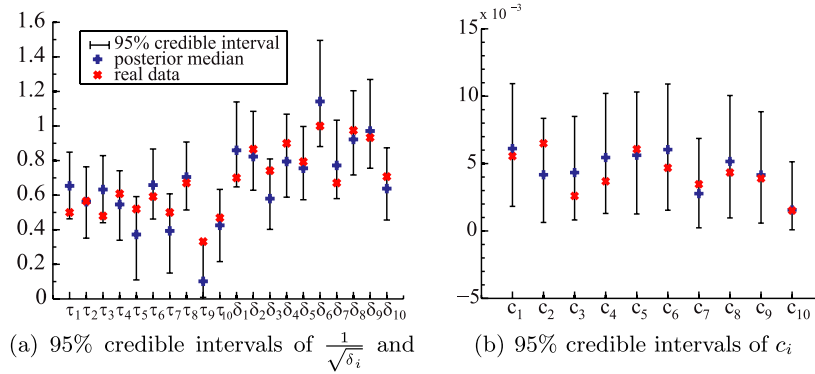 1.6
1.4
1.2
1
0.8
0.6
0.4
0.2
0
95% credible interval
posterior median
real data
τ₁ τ₂ τ₃ τ₄ τ₅ τ₆ τ₇ τ₈ τ₉ τ₁₀ δ₁ δ₂ δ₃ δ₄ δ₅ δ₆ δ₇ δ₈ δ₉ δ₁₀
(a) 95% credible intervals of 1/√δᵢ and
15 x 10⁻³
10
5
0
−5
c₁ c₂ c₃ c₄ c₅ c₆ c₇ c₈ c₉ c₁₀
(b) 95% credible intervals of cᵢ